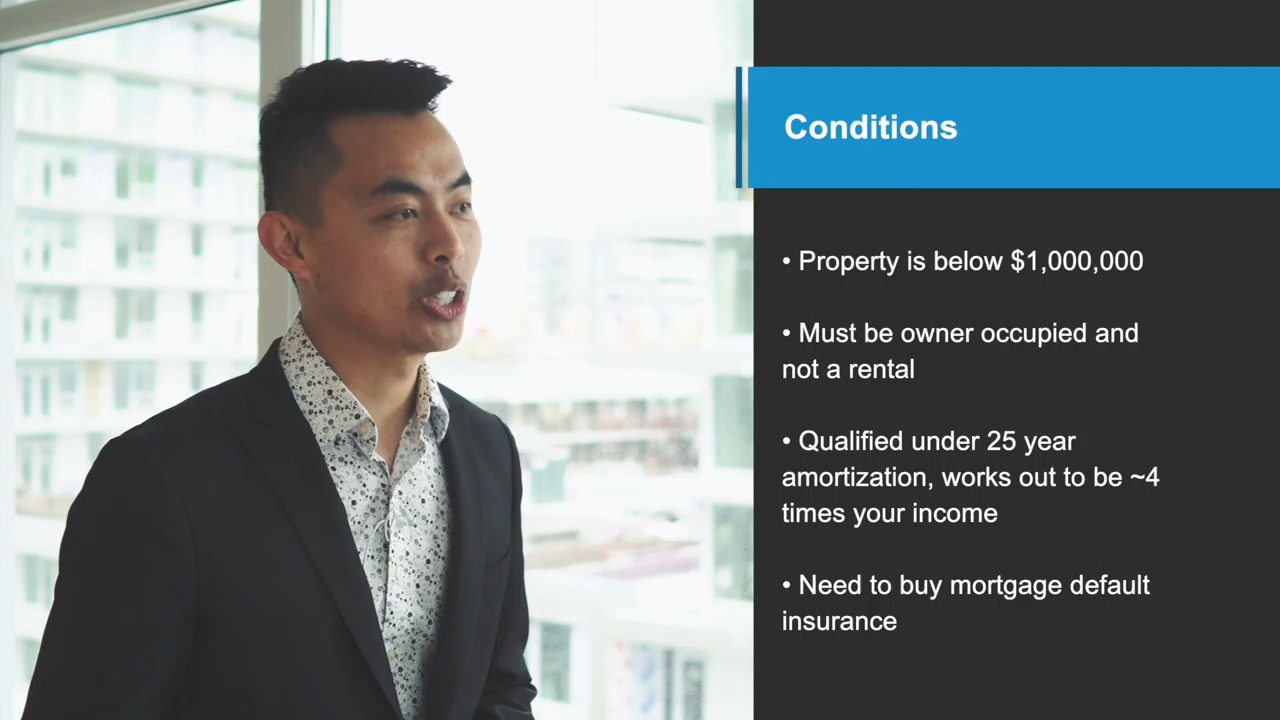 Conditions
• Property is below $1,000,000
• Must be owner occupied and
not a rental
• Qualified under 25 year
amortization, works out to be ~4
times your income
• Need to buy mortgage default
insurance